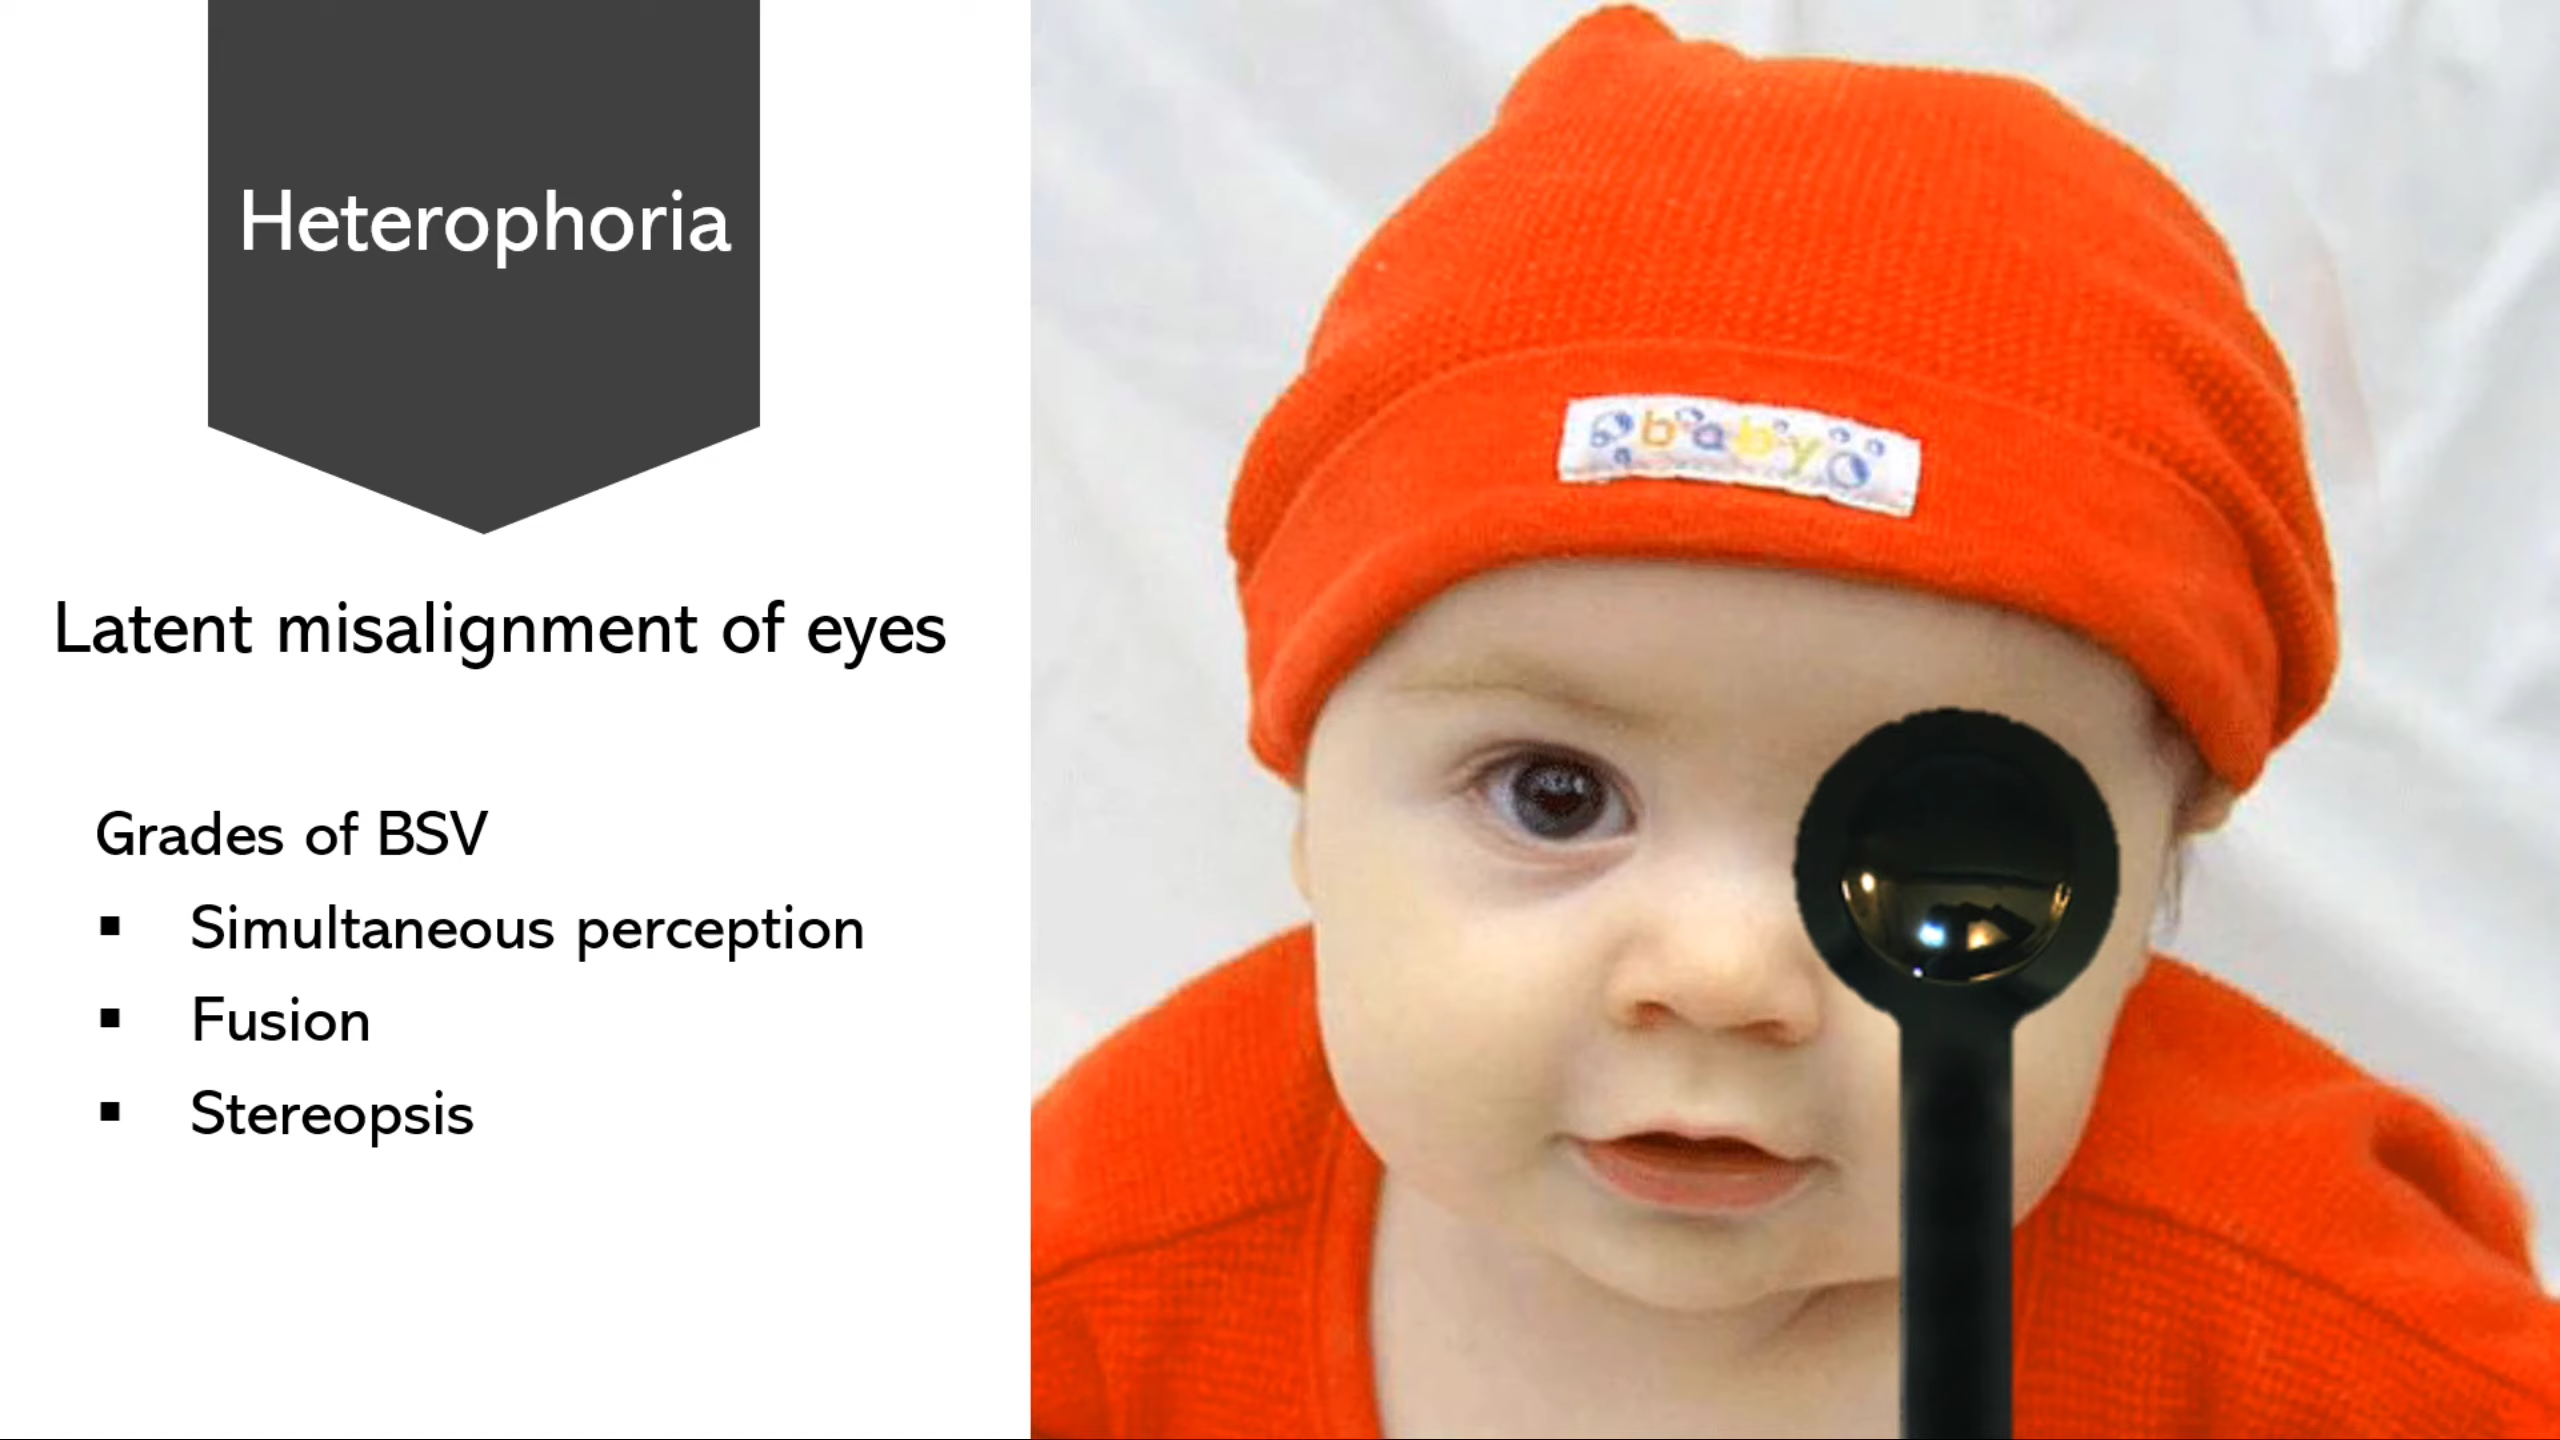 Heterophoria
Latent misalignment of eyes
Grades of BSV
▪ Simultaneous perception
▪ Fusion
▪ Stereopsis
baby